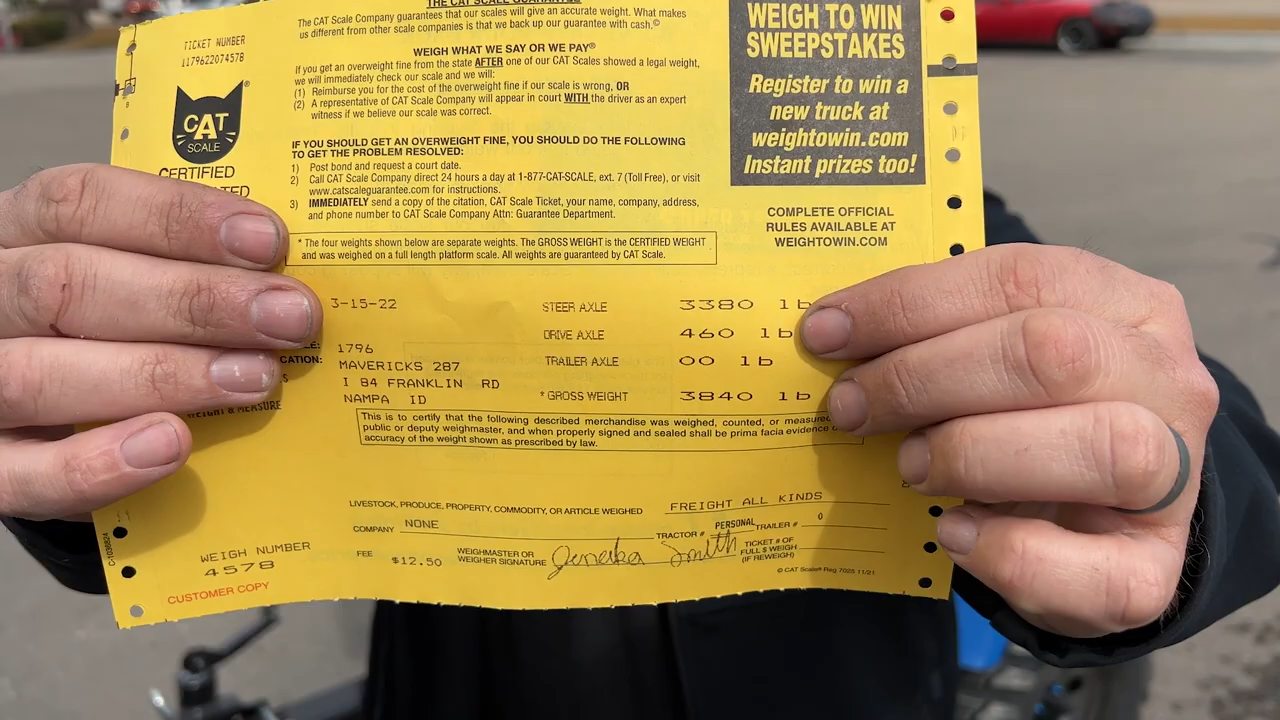 THE CAT SCALE GUARANTEE
The CAT Scale Company guarantees that our scales will give an accurate weight. What makes
us different from other scale companies is that we back up our guarantee with cash.©
WEIGH WHAT WE SAY OR WE PAY®
If you get an overweight fine from the state AFTER one of our CAT Scales showed a legal weight,
we will immediately check our scale and we will:
(1) Reimburse you for the cost of the overweight fine if our scale is wrong, OR
(2) A representative of CAT Scale Company will appear in court WITH the driver as an expert
witness if we believe our scale was correct.
IF YOU SHOULD GET AN OVERWEIGHT FINE, YOU SHOULD DO THE FOLLOWING
TO GET THE PROBLEM RESOLVED:
1) Post bond and request a court date.
2) Call CAT Scale Company direct 24 hours a day at 1-877-CAT-SCALE, ext. 7 (Toll Free), or visit
www.catscaleguarantee.com for instructions.
3) IMMEDIATELY send a copy of the citation, CAT Scale Ticket, your name, company, address,
and phone number to CAT Scale Company Attn: Guarantee Department.
* The four weights shown below are separate weights. The GROSS WEIGHT is the CERTIFIED WEIGHT
and was weighed on a full length platform scale. All weights are guaranteed by CAT Scale.
TICKET NUMBER
1179622074578
CAT
SCALE
CERTIFIED
WEIGH TO WIN
SWEEPSTAKES
Register to win a
new truck at
weightowin.com
Instant prizes too!
COMPLETE OFFICIAL
RULES AVAILABLE AT
WEIGHTOWIN.COM
3-15-22
1796
MAVERICKS 287
I 84 FRANKLIN RD
NAMPA ID
STEER AXLE 3380 lb
DRIVE AXLE 460 lb
TRAILER AXLE 00 lb
* GROSS WEIGHT 3840 lb
This is to certify that the following described merchandise was weighed, counted, or measured
public or deputy weighmaster, and when properly signed and sealed shall be prima facia evidence
accuracy of the weight shown as prescribed by law.
LIVESTOCK, PRODUCE, PROPERTY, COMMODITY, OR ARTICLE WEIGHED FREIGHT ALL KINDS
COMPANY NONE TRACTOR # PERSONAL TRAILER # 0
FEE $12.50 WEIGHMASTER OR
WEIGHER SIGNATURE Smith
TICKET # OF
FULL $ WEIGH
(IF REWEIGH)
© CAT Scale® Reg 7025 11/21
WEIGH NUMBER
4578
CUSTOMER COPY